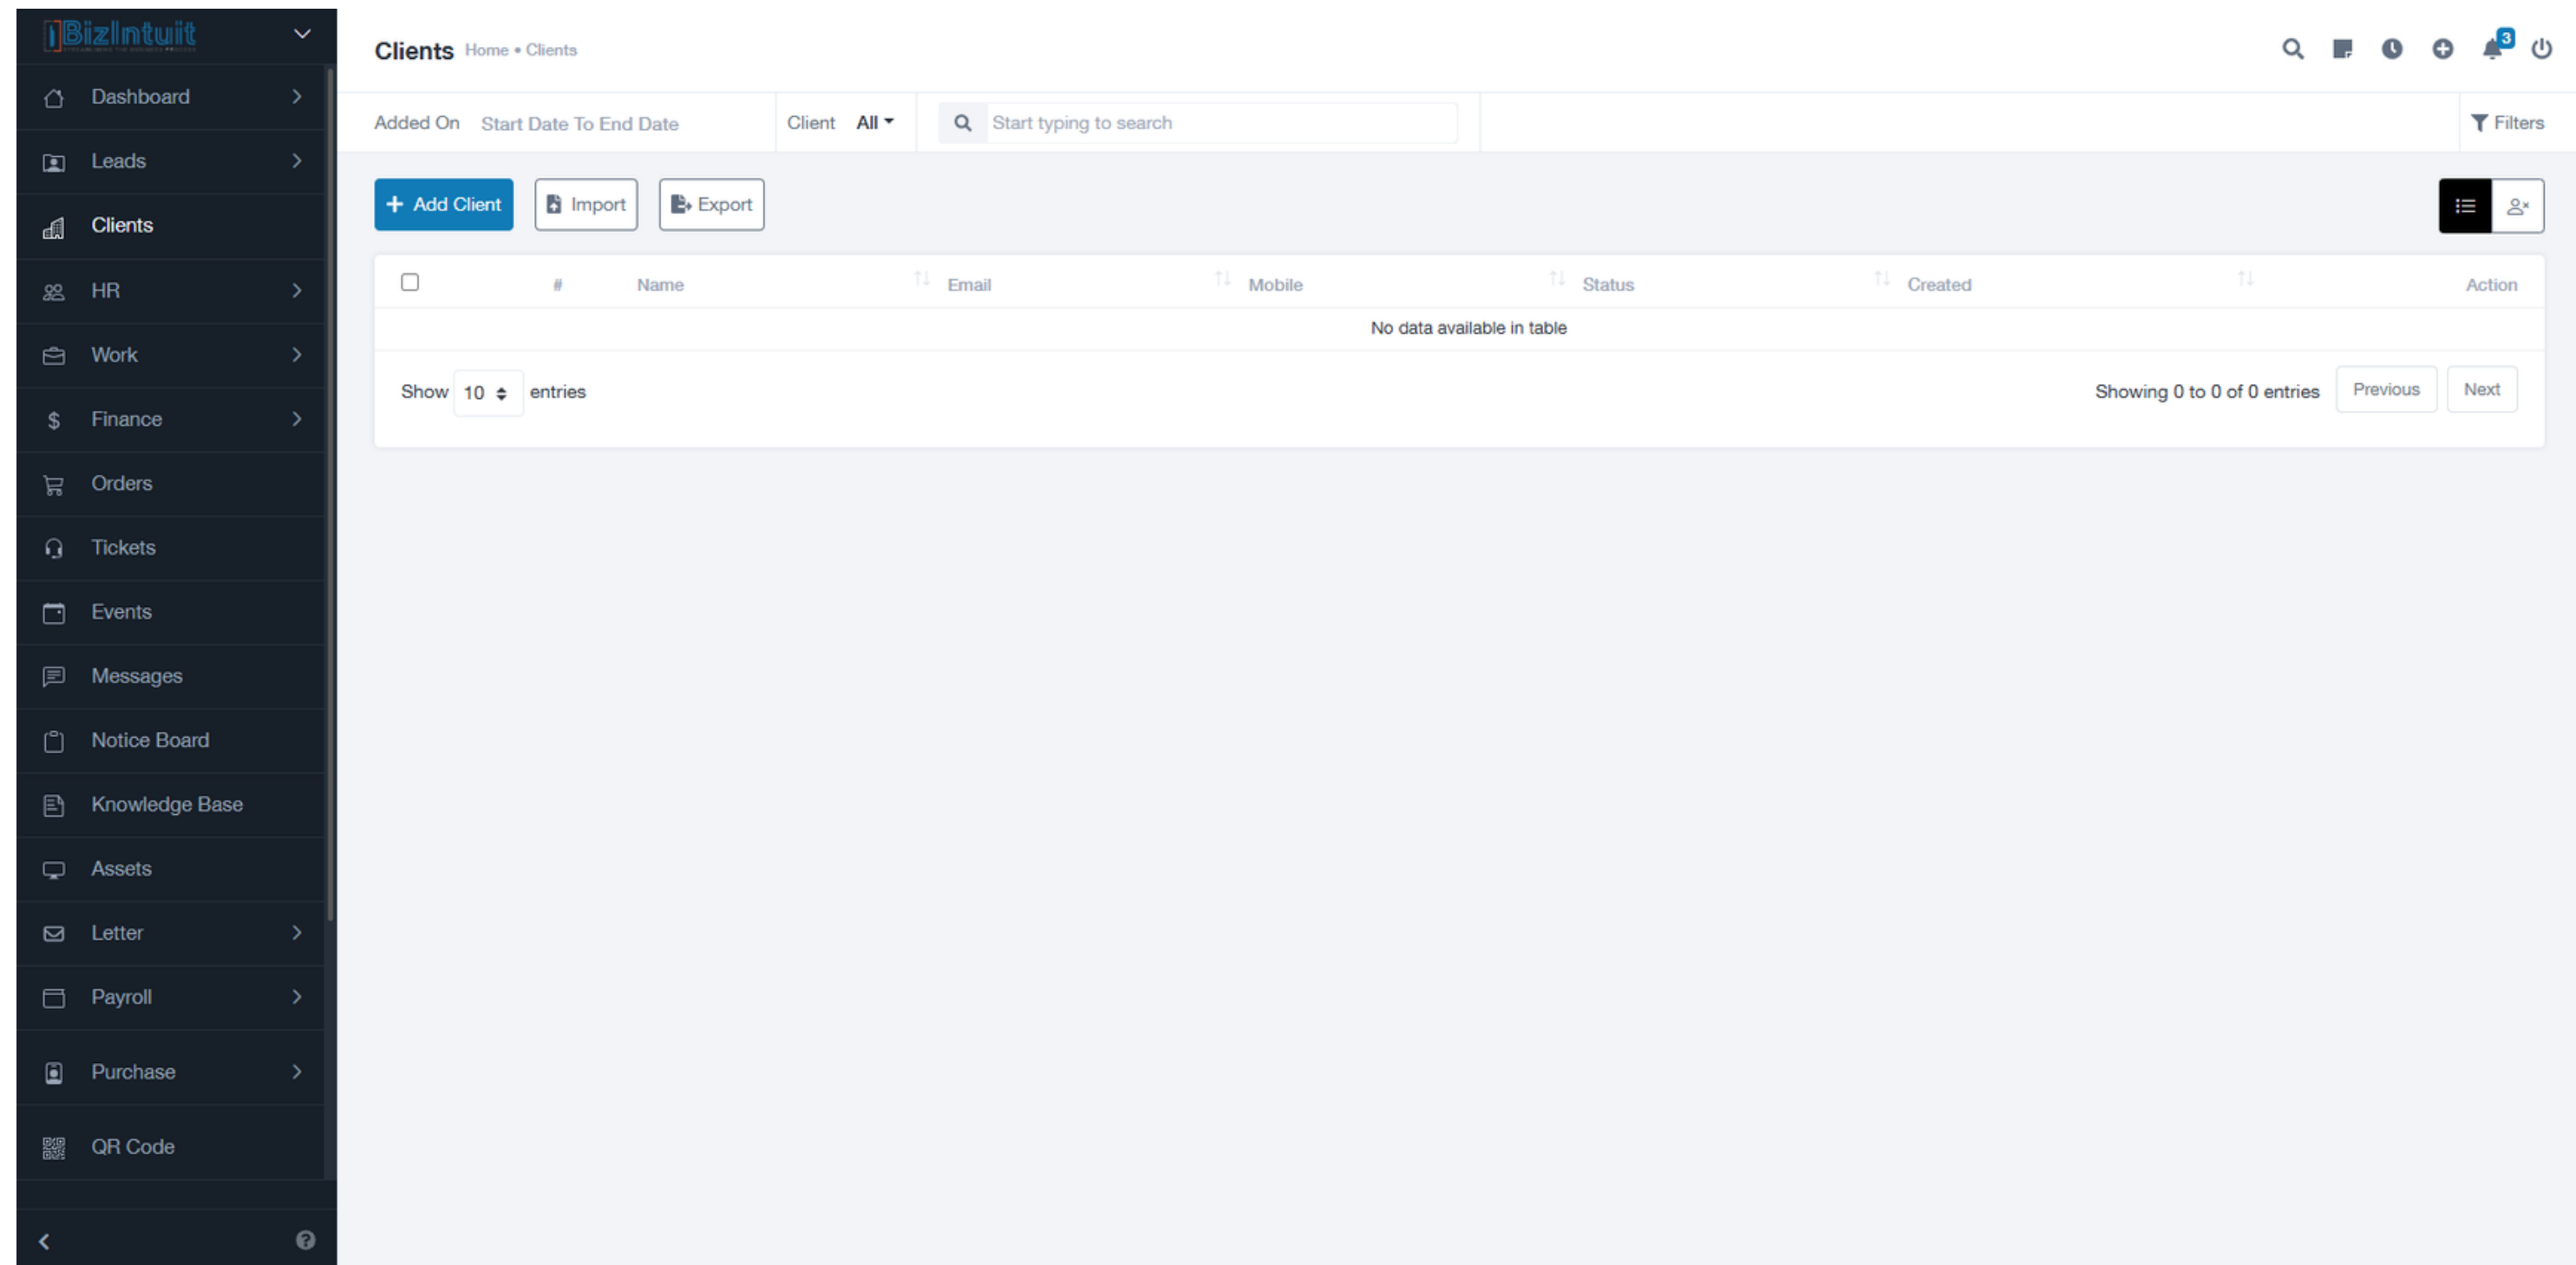 BizIntuit
Dashboard
Leads
Clients
HR
Work
Finance
Orders
Tickets
Events
Messages
Notice Board
Knowledge Base
Assets
Letter
Payroll
Purchase
QR Code
Clients Home • Clients
3
Added On Start Date To End Date Client All Start typing to search Filters
+ Add Client Import Export
# Name Email Mobile Status Created Action
No data available in table
Show 10 entries Showing 0 to 0 of 0 entries Previous Next